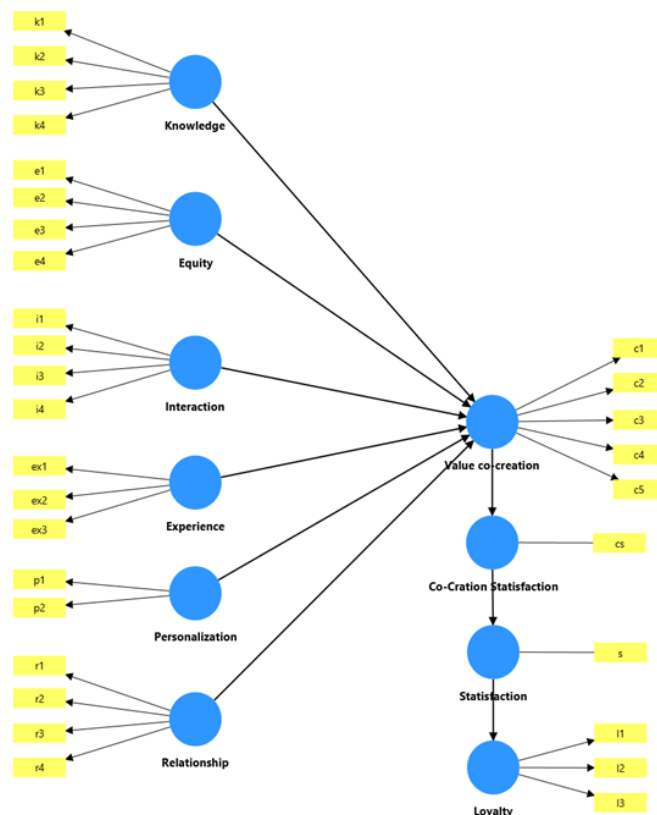 k1
k2
k3
k4
Knowledge
e1
e2
e3
e4
Equity
i1
i2
i3
i4
Interaction
ex1
ex2
ex3
Experience
p1
p2
Personalization
r1
r2
r3
r4
Relationship
c1
c2
c3
c4
c5
Value co-creation
cs
Co-Cration Statisfaction
s
Statisfaction
l1
l2
l3
Loyalty